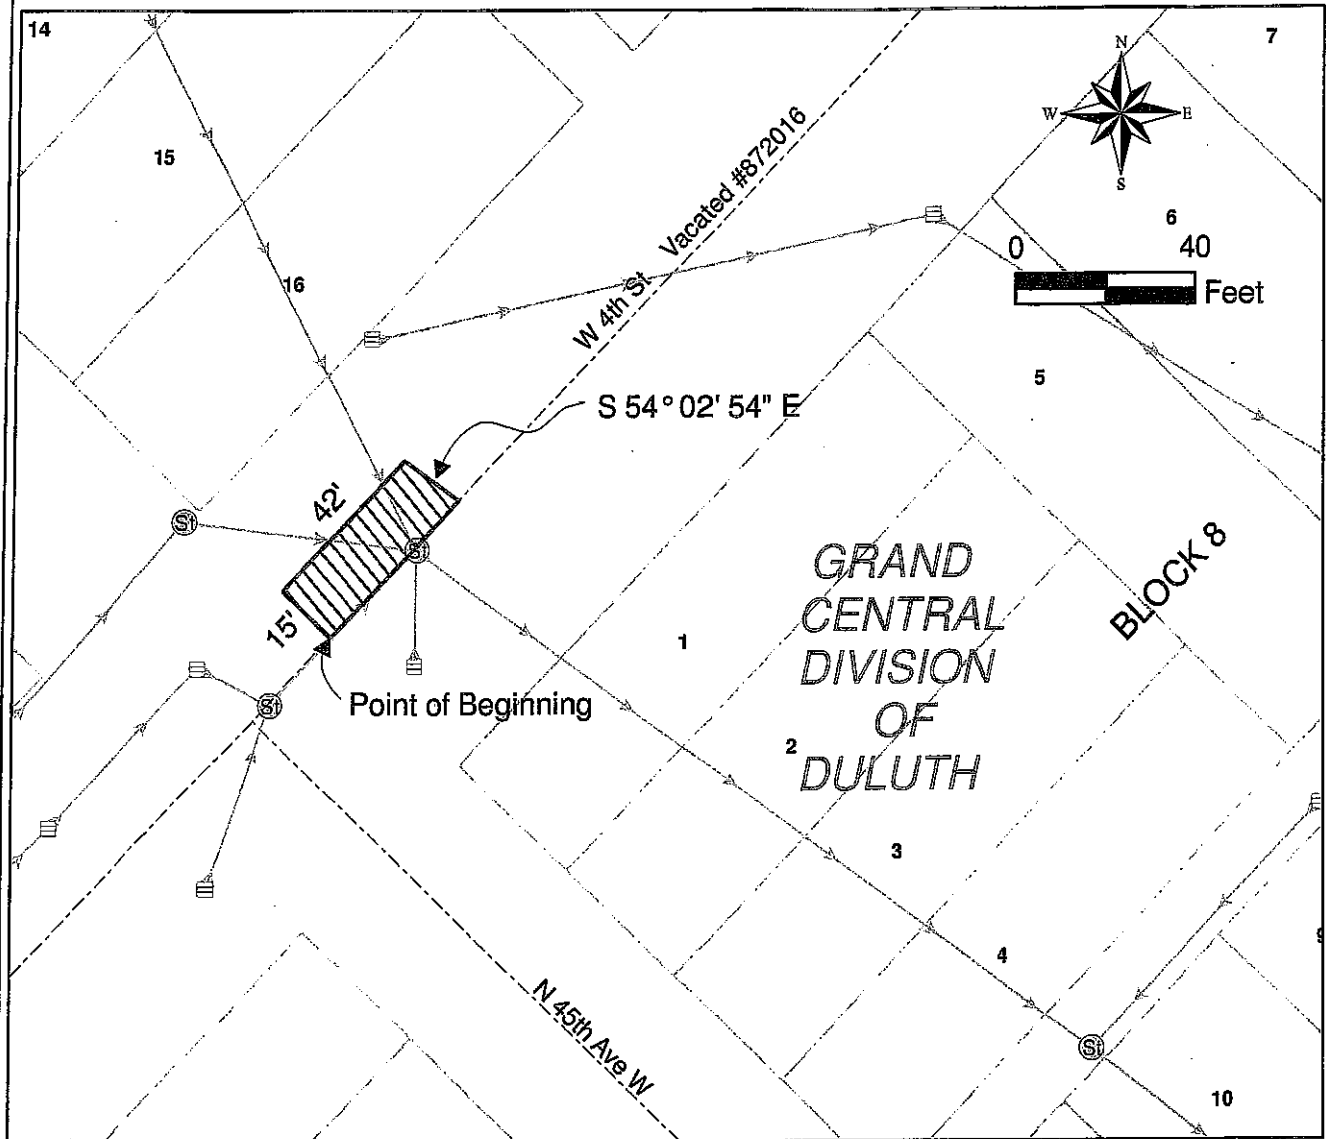 14
7
N
W E
S
15
W 4th St Vacated #872016
6
0 40
Feet
16
S 54° 02' 54" E
5
42'
St
St
15'
GRAND
CENTRAL
DIVISION
OF
DULUTH
BLOCK 8
1
Point of Beginning
St
2
3
4
9
N 45th Ave W
St
10